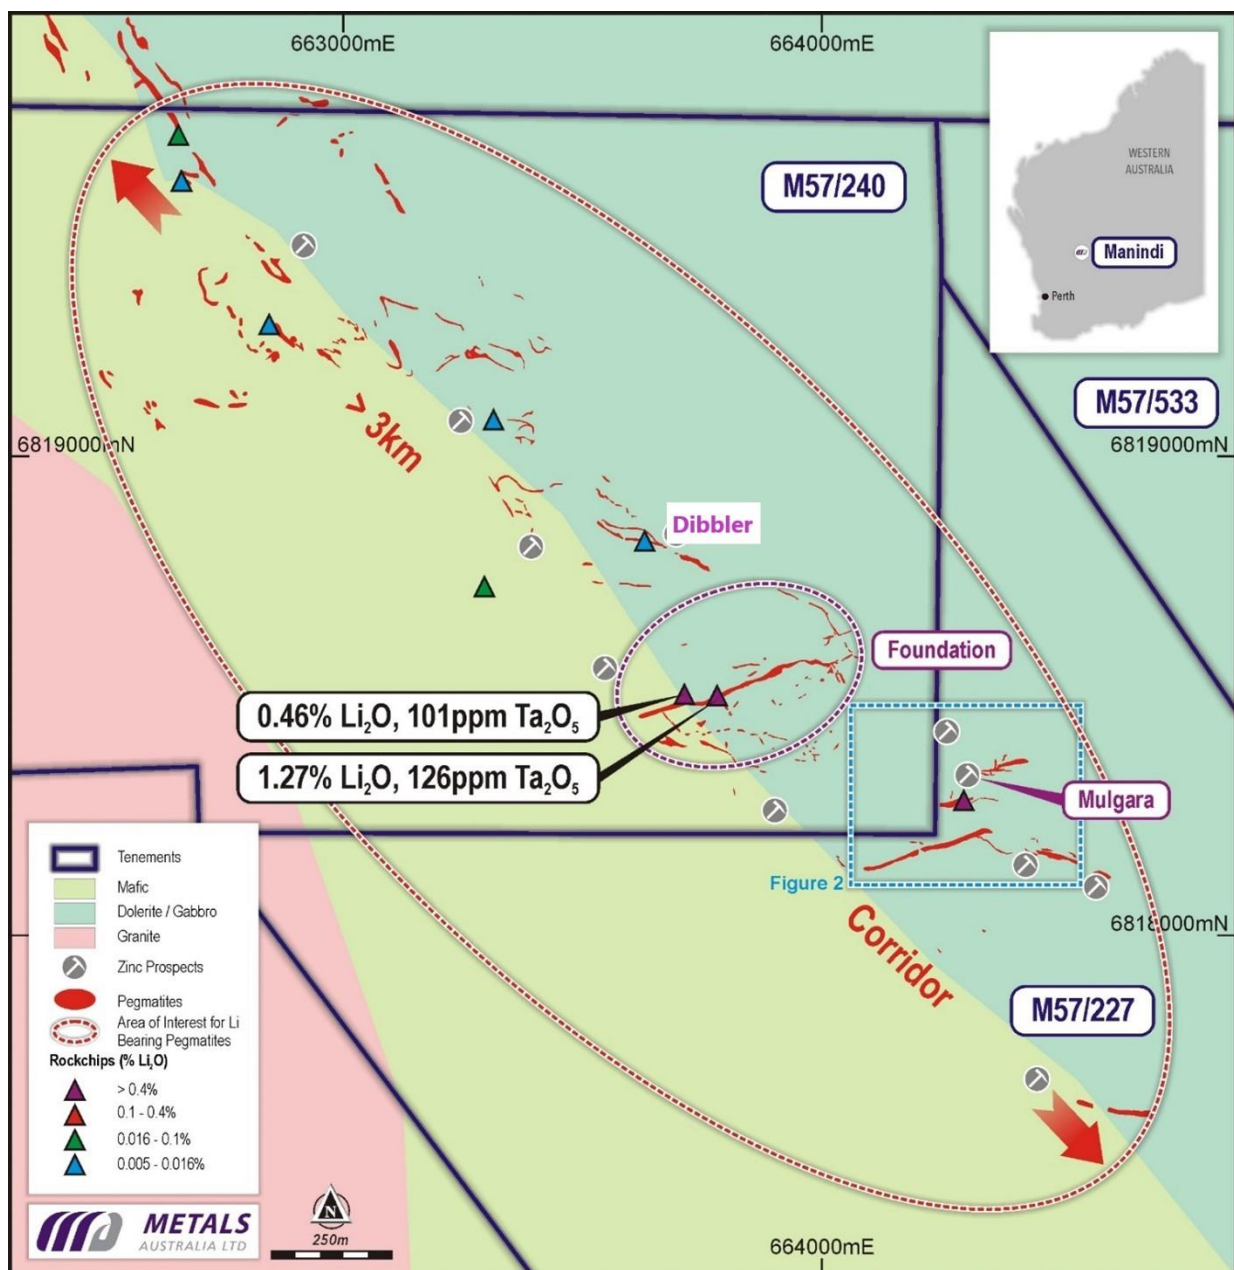 663000mE
664000mE
WESTERN
AUSTRALIA
Manindi
Perth
M57/240
M57/533
6819000mN
6819000mN
> 3km
Dibbler
Foundation
0.46% Li₂O, 101ppm Ta₂O₅
1.27% Li₂O, 126ppm Ta₂O₅
Mulgara
Figure 2
Corridor
6818000mN
M57/227
Tenements
Mafic
Dolerite / Gabbro
Granite
Zinc Prospects
Pegmatites
Area of Interest for Li
Bearing Pegmatites
Rockchips (% Li₂O)
> 0.4%
0.1 - 0.4%
0.016 - 0.1%
0.005 - 0.016%
METALS
AUSTRALIA LTD
N
250m
664000mE